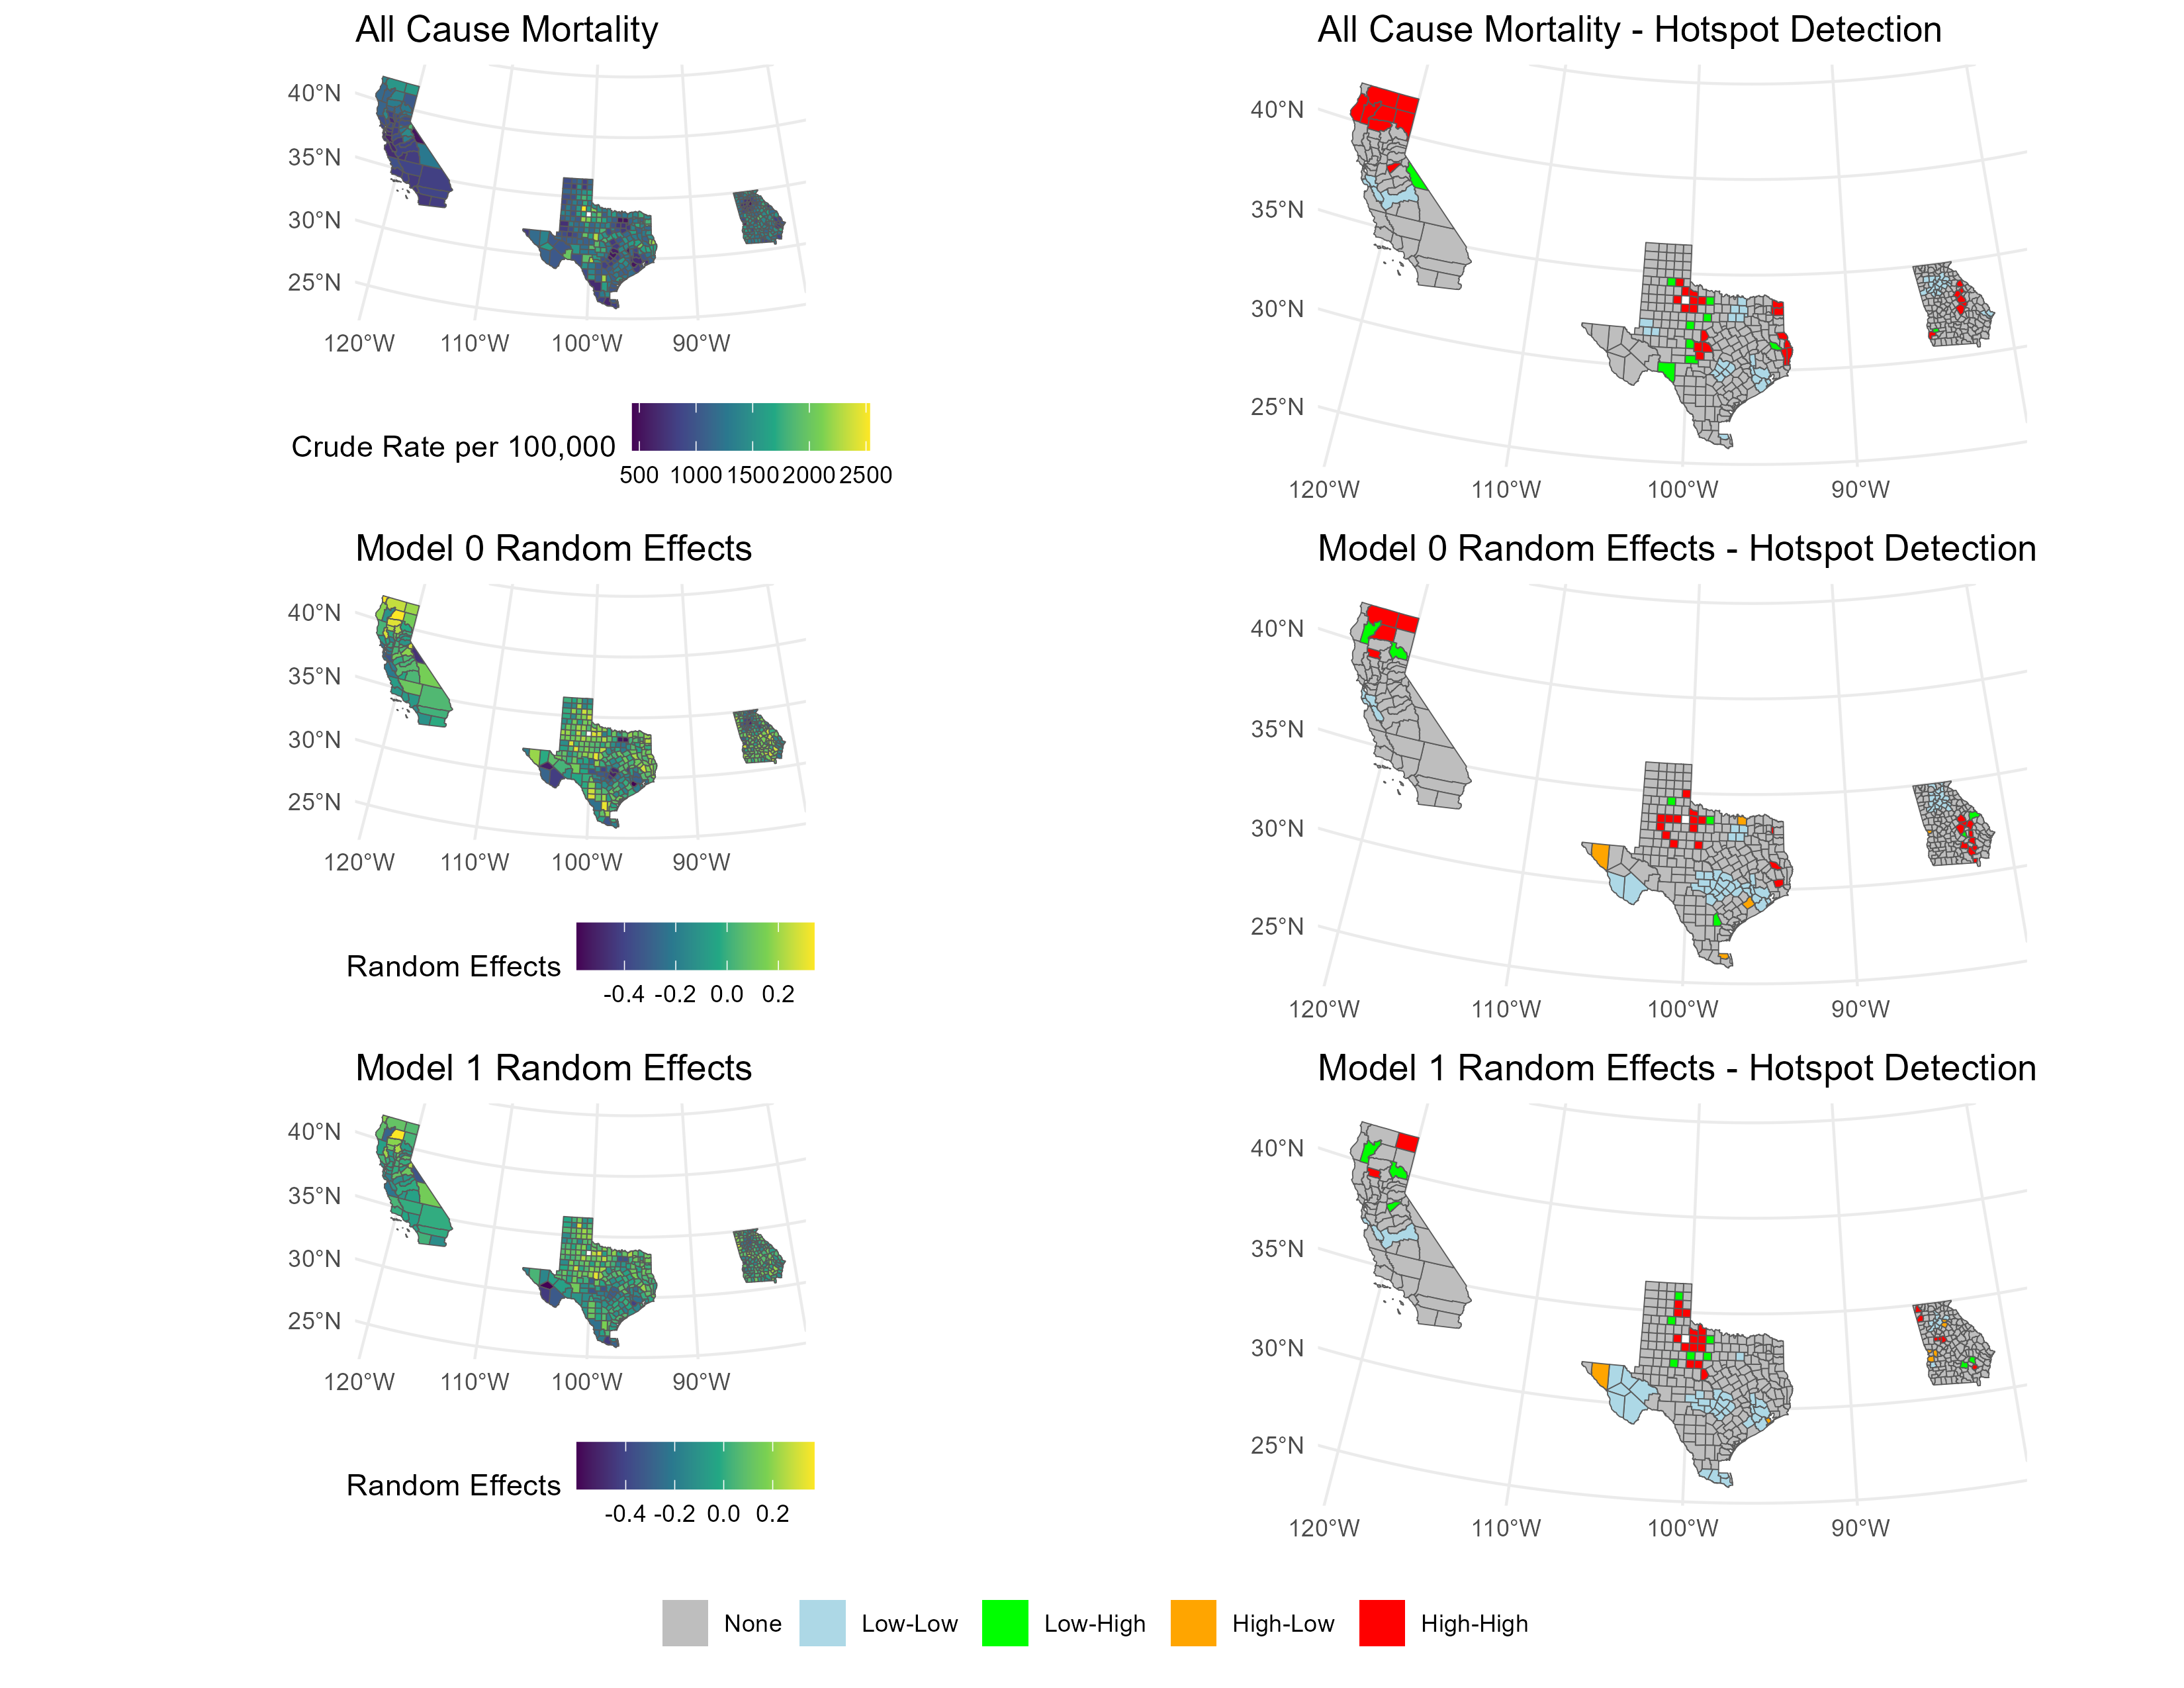 All Cause Mortality
40°N
35°N
30°N
25°N
120°W 110°W 100°W 90°W
Crude Rate per 100,000
500 1000 1500 2000 2500
All Cause Mortality - Hotspot Detection
40°N
35°N
30°N
25°N
120°W 110°W 100°W 90°W
Model 0 Random Effects
40°N
35°N
30°N
25°N
120°W 110°W 100°W 90°W
Random Effects
-0.4 -0.2 0.0 0.2
Model 0 Random Effects - Hotspot Detection
40°N
35°N
30°N
25°N
120°W 110°W 100°W 90°W
Model 1 Random Effects
40°N
35°N
30°N
25°N
120°W 110°W 100°W 90°W
Random Effects
-0.4 -0.2 0.0 0.2
Model 1 Random Effects - Hotspot Detection
40°N
35°N
30°N
25°N
120°W 110°W 100°W 90°W
None Low-Low Low-High High-Low High-High